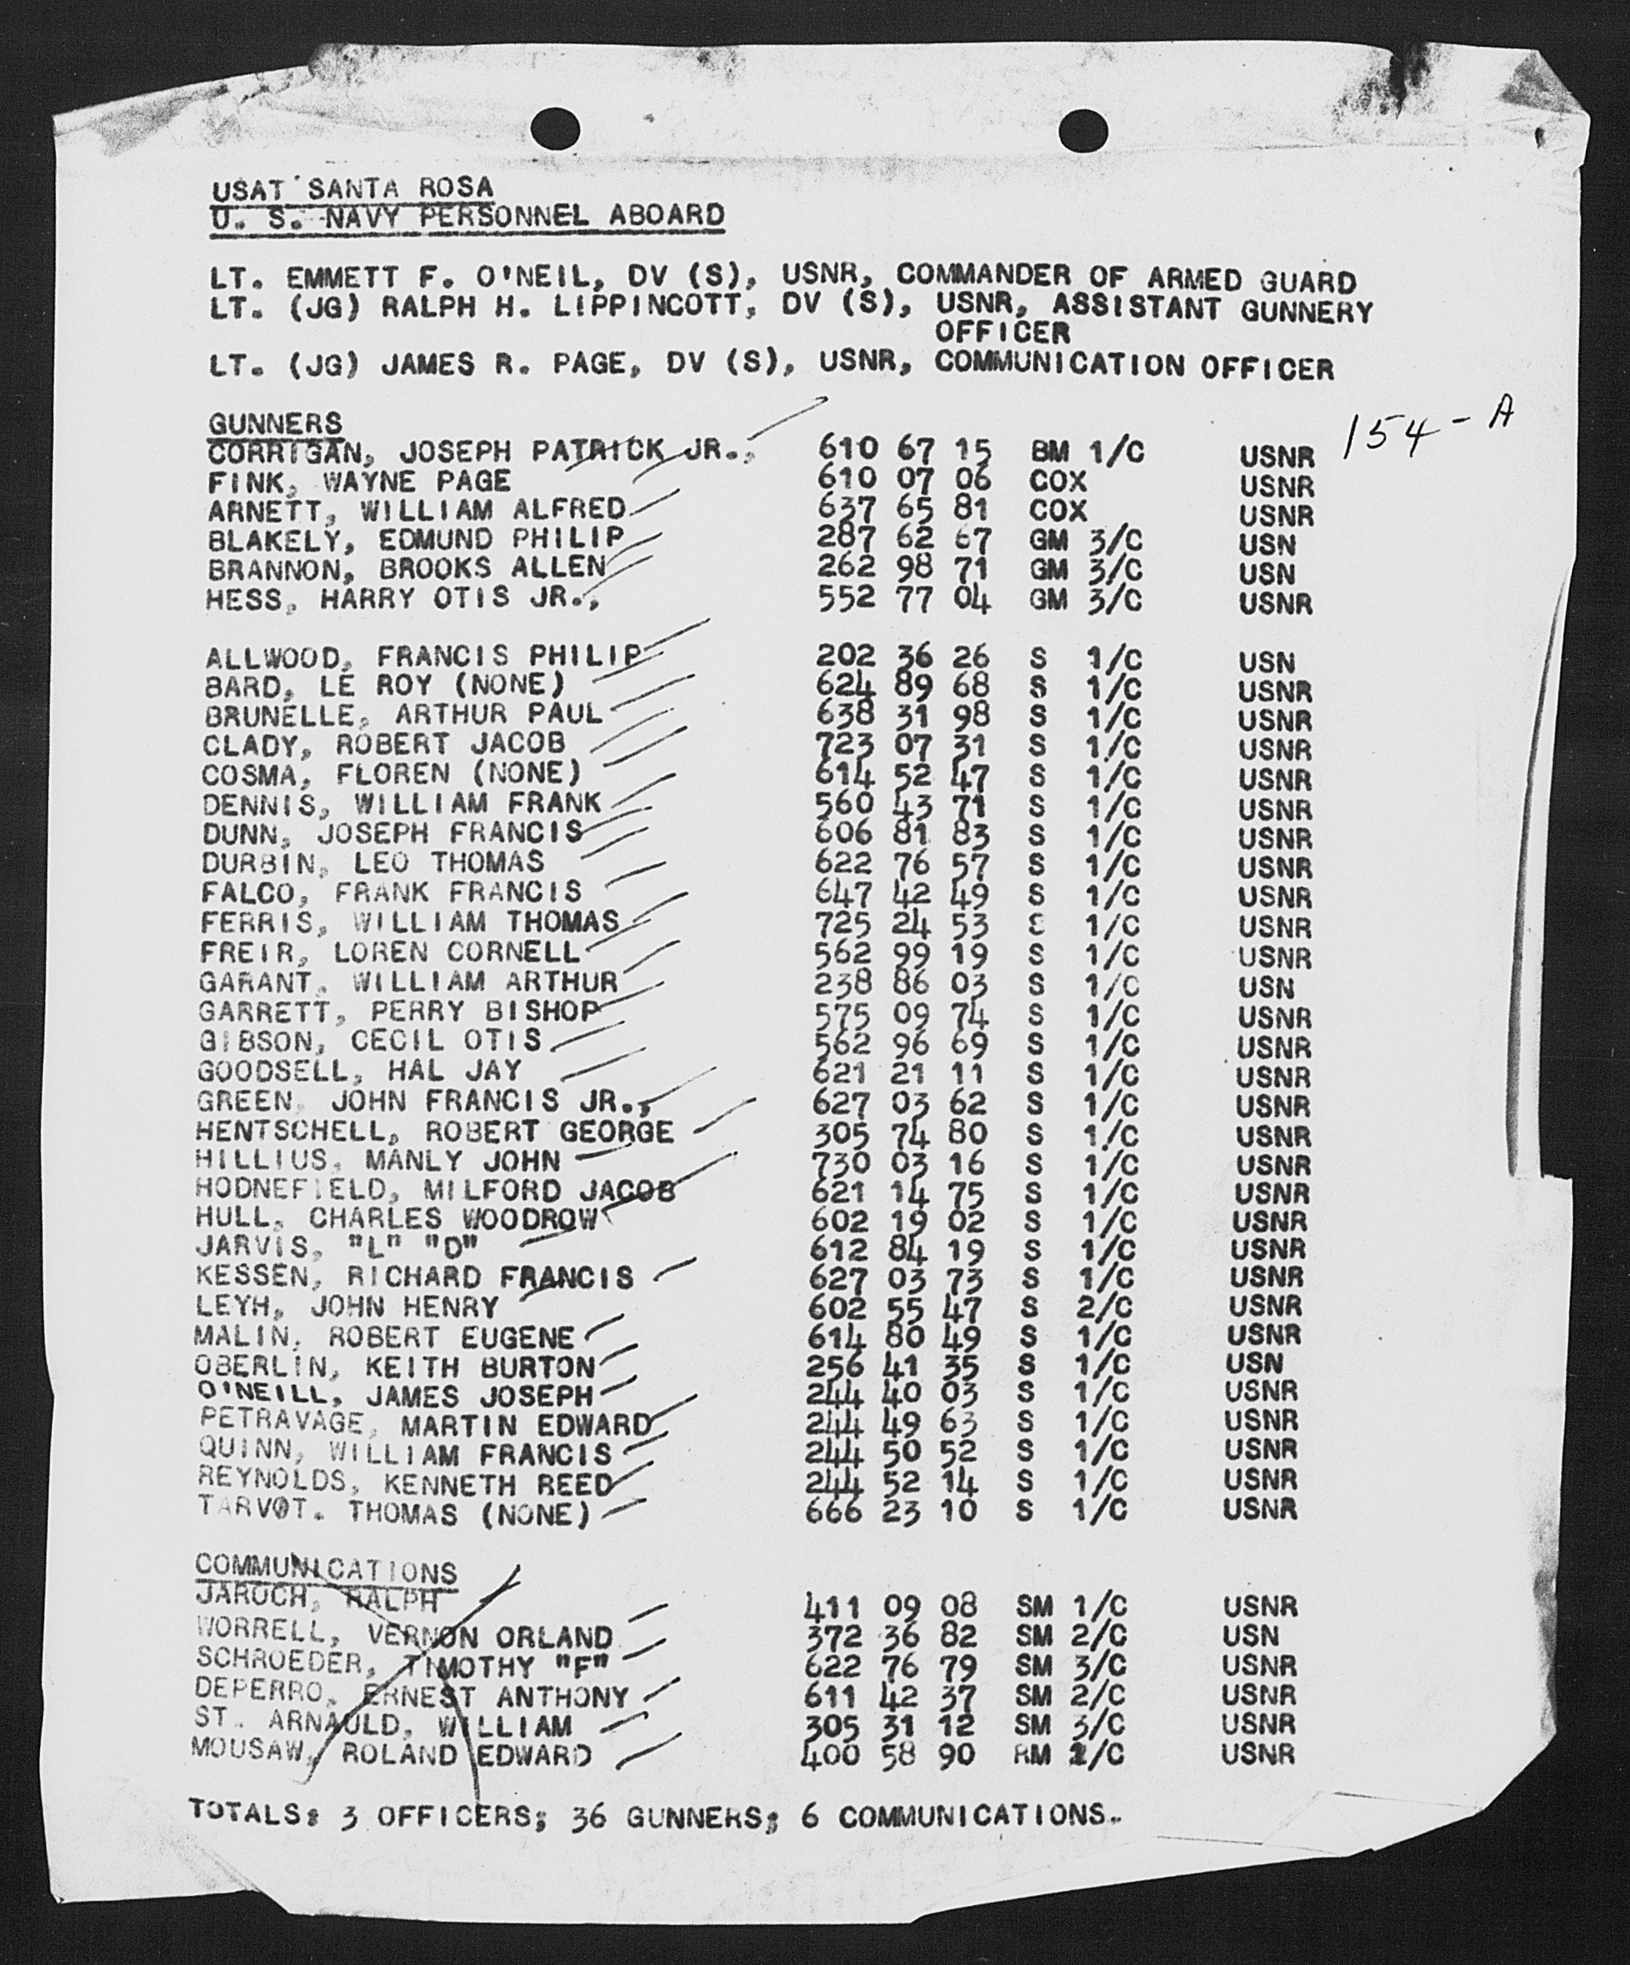 USAT SANTA ROSA
U. S. NAVY PERSONNEL ABOARD
LT. EMMETT F. O'NEIL, DV (S), USNR, COMMANDER OF ARMED GUARD
LT. (JG) RALPH H. LIPPINCOTT, DV (S), USNR, ASSISTANT GUNNERY
OFFICER
LT. (JG) JAMES R. PAGE, DV (S), USNR, COMMUNICATION OFFICER
154-A
GUNNERS
CORRIGAN, JOSEPH PATRICK JR., 610 67 15 BM 1/C USNR
FINK, WAYNE PAGE 610 07 06 COX USNR
ARNETT, WILLIAM ALFRED 637 65 81 COX USNR
BLAKELY, EDMUND PHILIP 287 62 67 GM 3/C USN
BRANNON, BROOKS ALLEN 262 98 71 GM 3/C USN
HESS, HARRY OTIS JR., 552 77 04 GM 3/C USNR
ALLWOOD, FRANCIS PHILIP 202 36 26 S 1/C USN
BARD, LE ROY (NONE) 624 89 68 S 1/C USNR
BRUNELLE, ARTHUR PAUL 638 31 98 S 1/C USNR
CLADY, ROBERT JACOB 723 07 31 S 1/C USNR
COSMA, FLOREN (NONE) 614 52 47 S 1/C USNR
DENNIS, WILLIAM FRANK 560 43 71 S 1/C USNR
DUNN, JOSEPH FRANCIS 606 81 83 S 1/C USNR
DURBIN, LEO THOMAS 622 76 57 S 1/C USNR
FALCO, FRANK FRANCIS 647 42 49 S 1/C USNR
FERRIS, WILLIAM THOMAS 725 24 53 S 1/C USNR
FREIR, LOREN CORNELL 562 99 19 S 1/C USNR
GARANT, WILLIAM ARTHUR 238 86 03 S 1/C USN
GARRETT, PERRY BISHOP 575 09 74 S 1/C USNR
GIBSON, CECIL OTIS 562 96 69 S 1/C USNR
GOODSELL, HAL JAY 621 21 11 S 1/C USNR
GREEN, JOHN FRANCIS JR., 627 03 62 S 1/C USNR
HENTSCHELL, ROBERT GEORGE 305 74 80 S 1/C USNR
HILLIUS, MANLY JOHN 730 03 16 S 1/C USNR
HODNEFIELD, MILFORD JACOB 621 14 75 S 1/C USNR
HULL, CHARLES WOODROW 602 19 02 S 1/C USNR
JARVIS, "L" "D" 612 84 19 S 1/C USNR
KESSEN, RICHARD FRANCIS 627 03 73 S 1/C USNR
LEYH, JOHN HENRY 602 55 47 S 2/C USNR
MALIN, ROBERT EUGENE 614 80 49 S 1/C USNR
OBERLIN, KEITH BURTON 256 41 35 S 1/C USN
O'NEILL, JAMES JOSEPH 244 40 03 S 1/C USNR
PETRAVAGE, MARTIN EDWARD 244 49 63 S 1/C USNR
QUINN, WILLIAM FRANCIS 244 50 52 S 1/C USNR
REYNOLDS, KENNETH REED 244 52 14 S 1/C USNR
TARVOT. THOMAS (NONE) 666 23 10 S 1/C USNR
COMMUNICATIONS
JAROCH, RALPH 411 09 08 SM 1/C USNR
WORRELL, VERNON ORLAND 372 36 82 SM 2/C USN
SCHROEDER, TIMOTHY "F" 622 76 79 SM 3/C USNR
DEPERRO, ERNEST ANTHONY 611 42 37 SM 2/C USNR
ST. ARNAULD, WILLIAM 305 31 12 SM 3/C USNR
MOUSAW, ROLAND EDWARD 400 58 90 RM 2/C USNR
TOTALS: 3 OFFICERS; 36 GUNNERS; 6 COMMUNICATIONS.